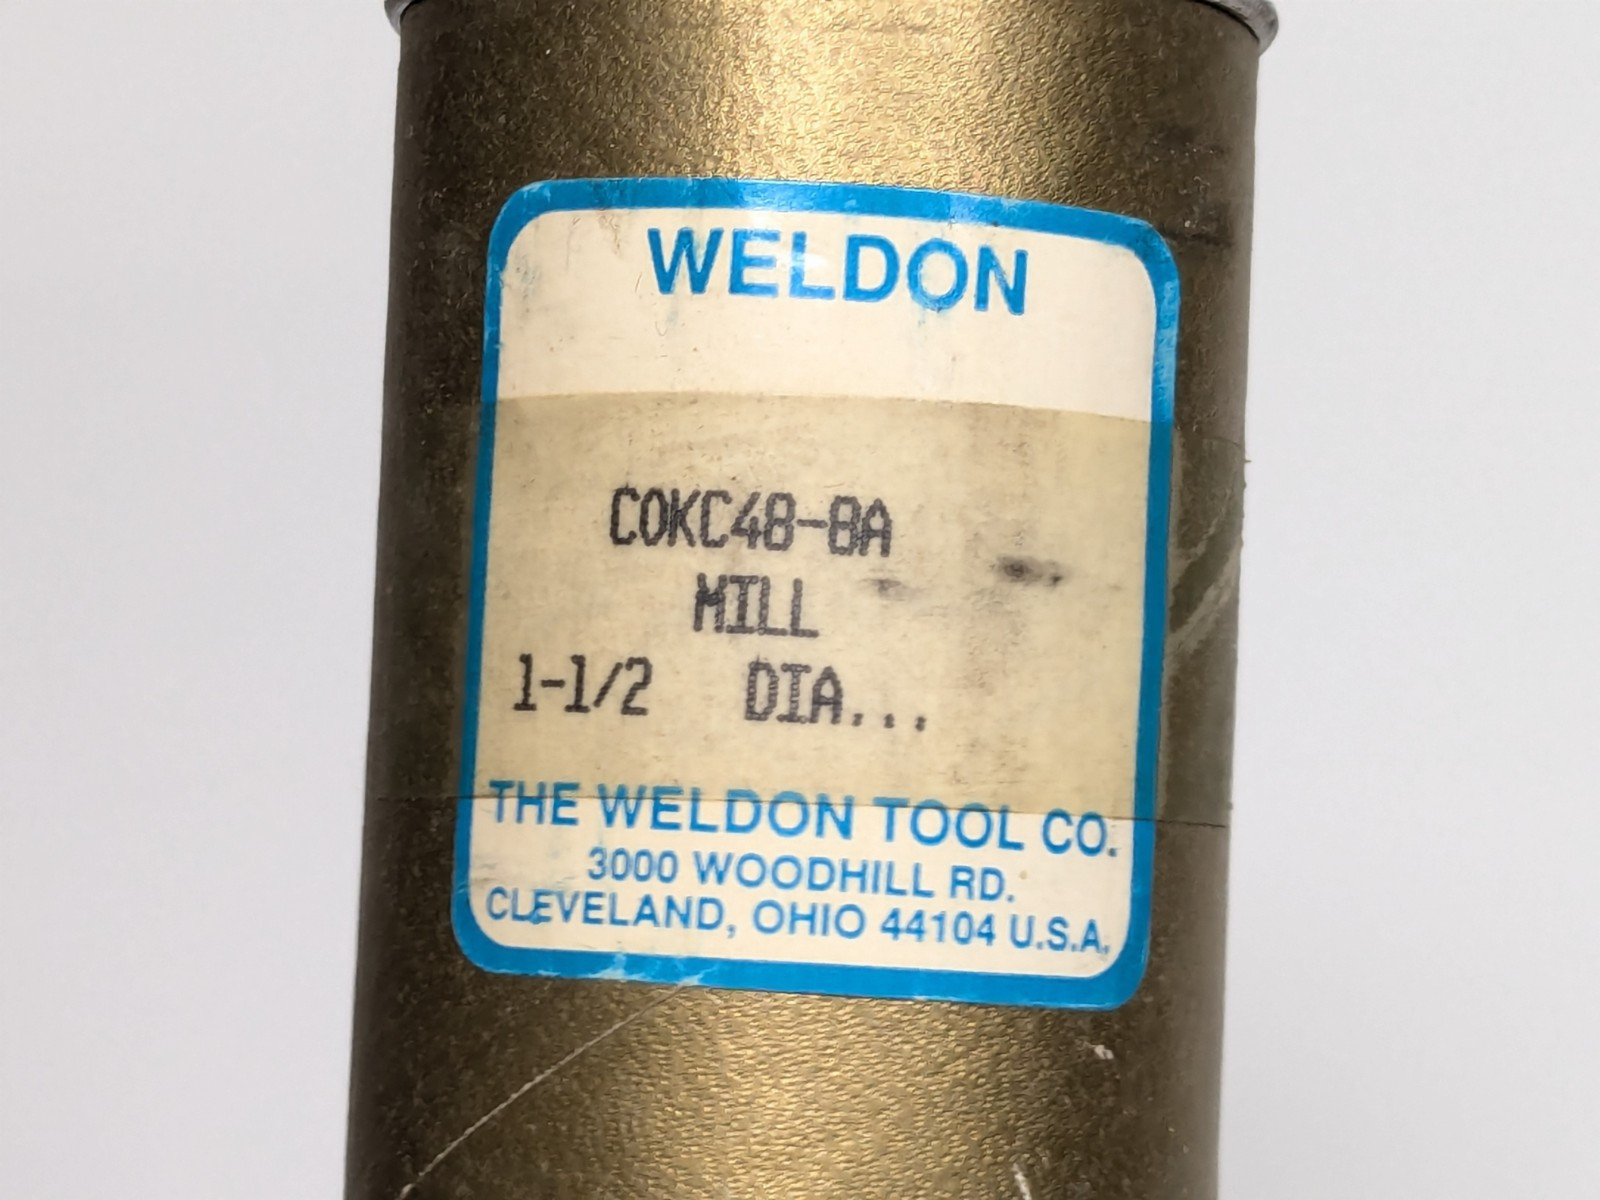 WELDON
COKC48-8A
MILL
1-1/2 DIA...
THE WELDON TOOL CO.
3000 WOODHILL RD.
CLEVELAND, OHIO 44104 U.S.A.